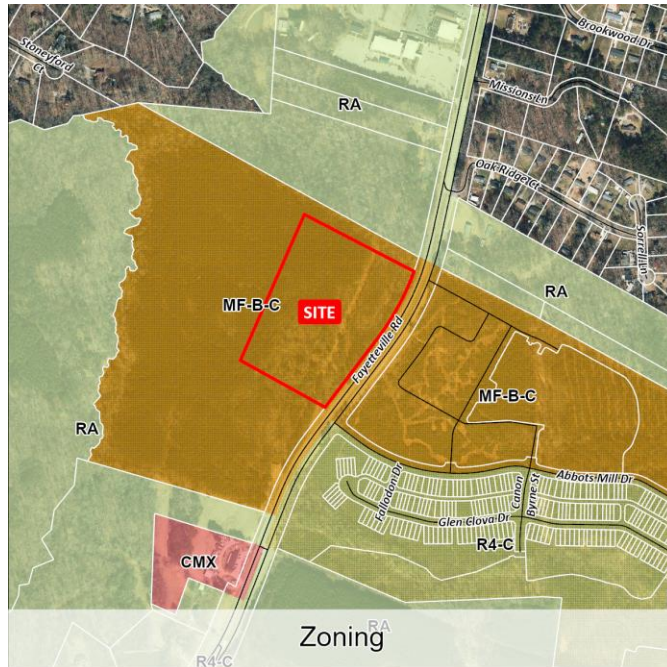 Stoneyford
Ct
Brookwood Dr
Missions Ln
RA
Oak Ridge Ct
Sorrell Ln
RA
MF-B-C
SITE
Fayetteville Rd
MF-B-C
RA
Abbots Mill Dr
Fallodon Dr
Canon
Byrne St
Glen Clova Dr
R4-C
CMX
RA
Zoning
R4-C